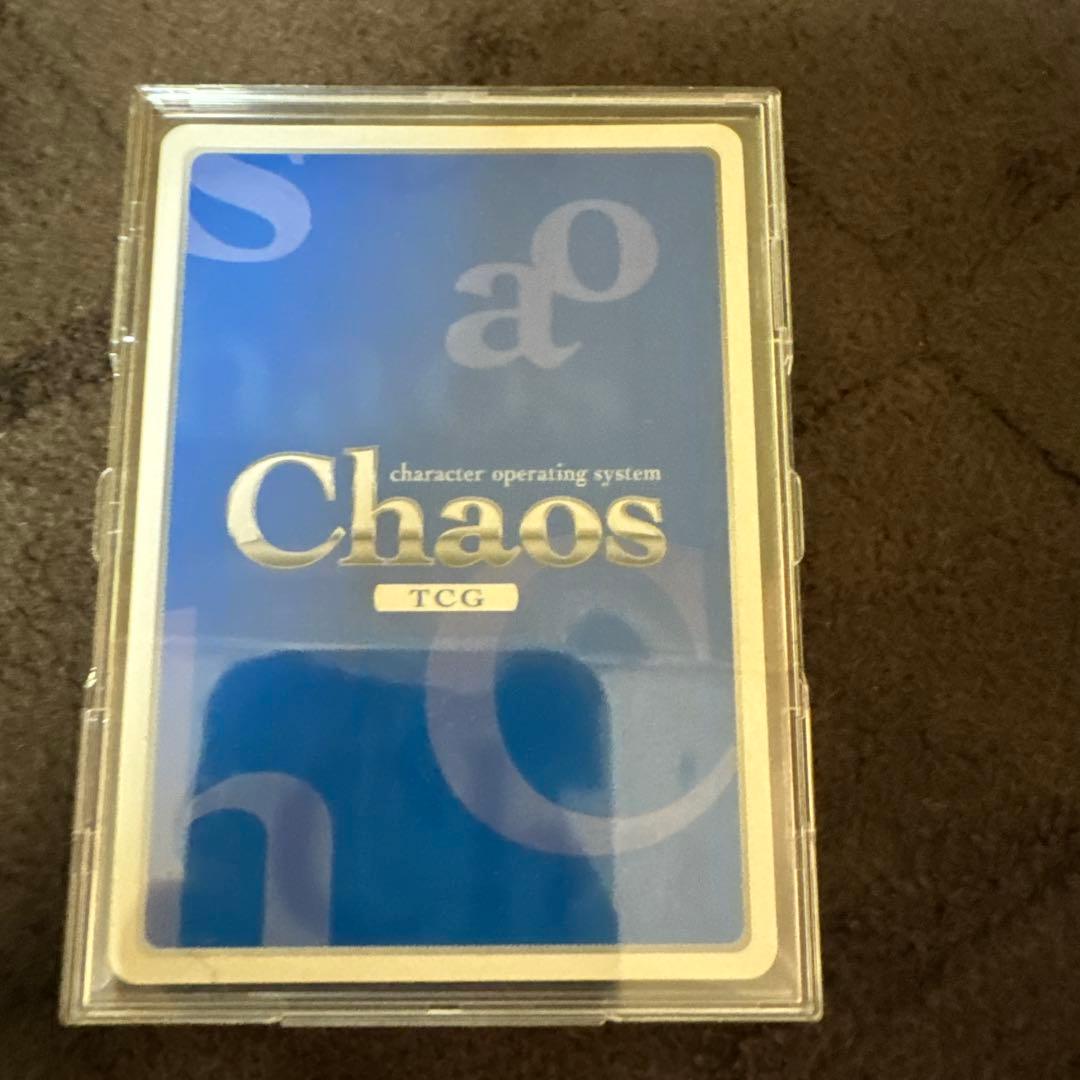 s
o
a
character operating system
Chaos
TCG
C
h